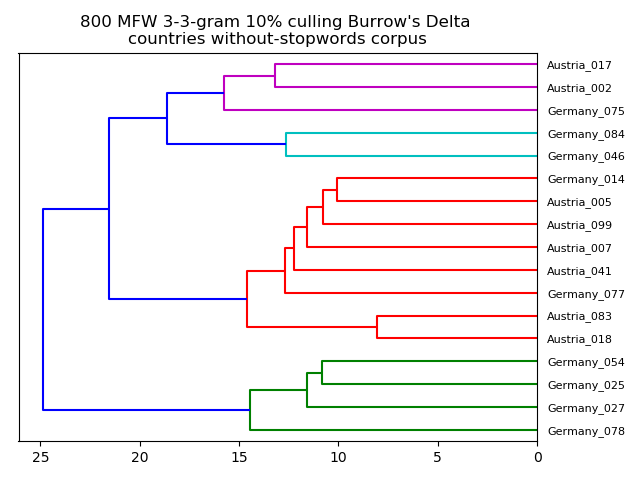 800 MFW 3-3-gram 10% culling Burrow's Delta
countries without-stopwords corpus
Austria_017
Austria_002
Germany_075
Germany_084
Germany_046
Germany_014
Austria_005
Austria_099
Austria_007
Austria_041
Germany_077
Austria_083
Austria_018
Germany_054
Germany_025
Germany_027
Germany_078
25 20 15 10 5 0